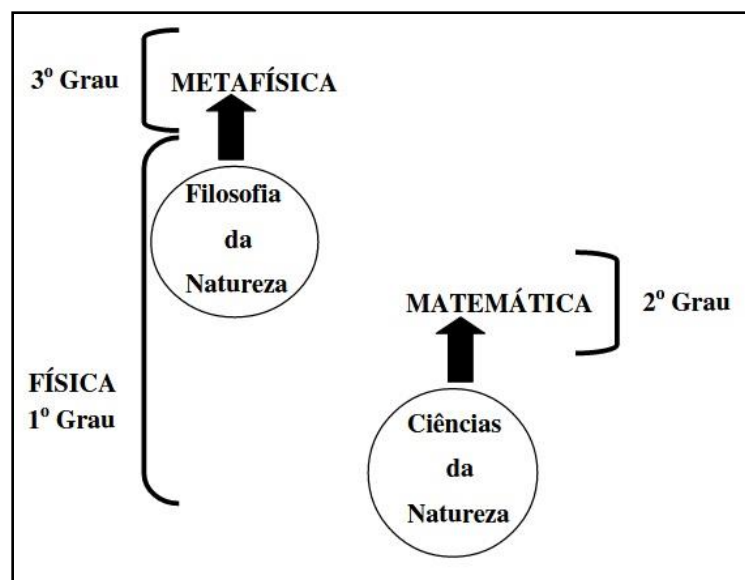 3º Grau
METAFÍSICA
Filosofia
da
Natureza
MATEMÁTICA
2º Grau
FÍSICA
1º Grau
Ciências
da
Natureza